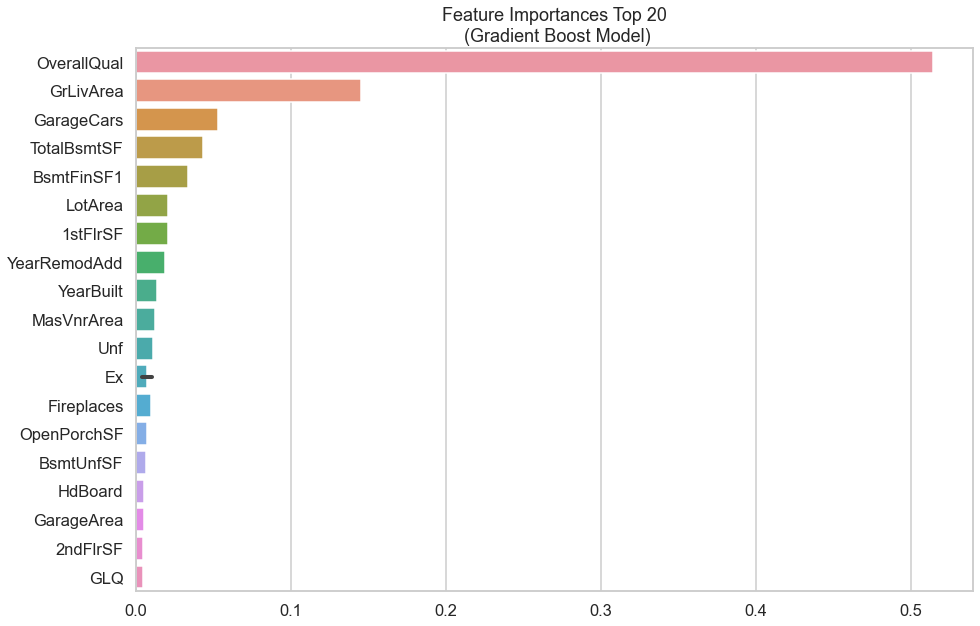 Feature Importances Top 20
(Gradient Boost Model)
OverallQual
GrLivArea
GarageCars
TotalBsmtSF
BsmtFinSF1
LotArea
1stFlrSF
YearRemodAdd
YearBuilt
MasVnrArea
Unf
Ex
Fireplaces
OpenPorchSF
BsmtUnfSF
HdBoard
GarageArea
2ndFlrSF
GLQ
0.0 0.1 0.2 0.3 0.4 0.5